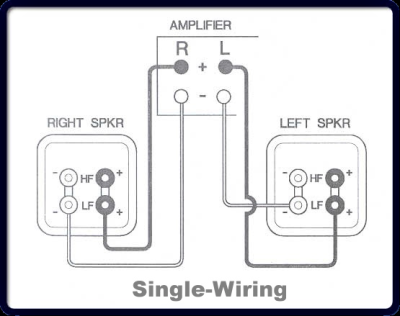 AMPLIFIER
R L
+
-
RIGHT SPKR
LEFT SPKR
- HF +
- LF +
- HF +
- LF +
Single-Wiring